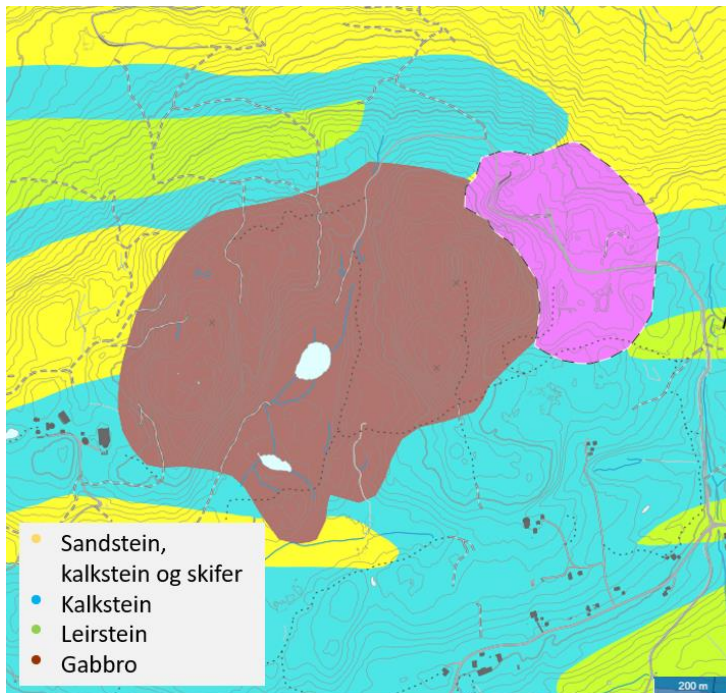 Sandstein,
kalkstein og skifer
Kalkstein
Leirstein
Gabbro
200 m